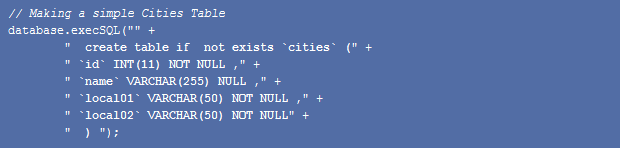 // Making a simple Cities Table
database.execSQL("" +
"  create table if  not exists `cities` (" +
" `id` INT(11) NOT NULL ," +
" `name` VARCHAR(255) NULL ," +
" `local01` VARCHAR(50) NOT NULL ," +
" `local02` VARCHAR(50) NOT NULL" +
"  ) ");